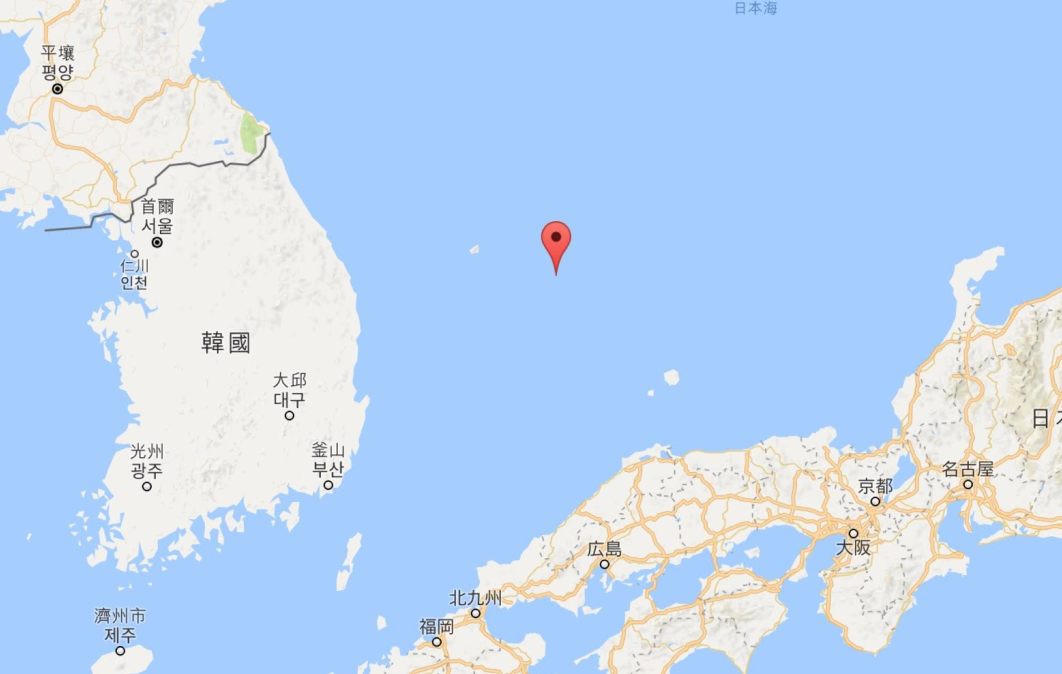 日本海
平壤
평양
首爾
서울
仁川
인천
韓國
大邱
대구
光州
광주
釜山
부산
日本
名古屋
京都
大阪
広島
北九州
福岡
濟州市
제주